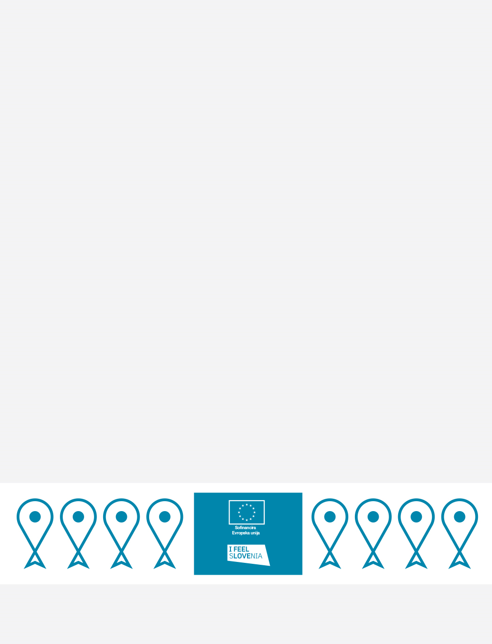 Sofinancira
Evropska unija
I FEEL
SLOVENIA